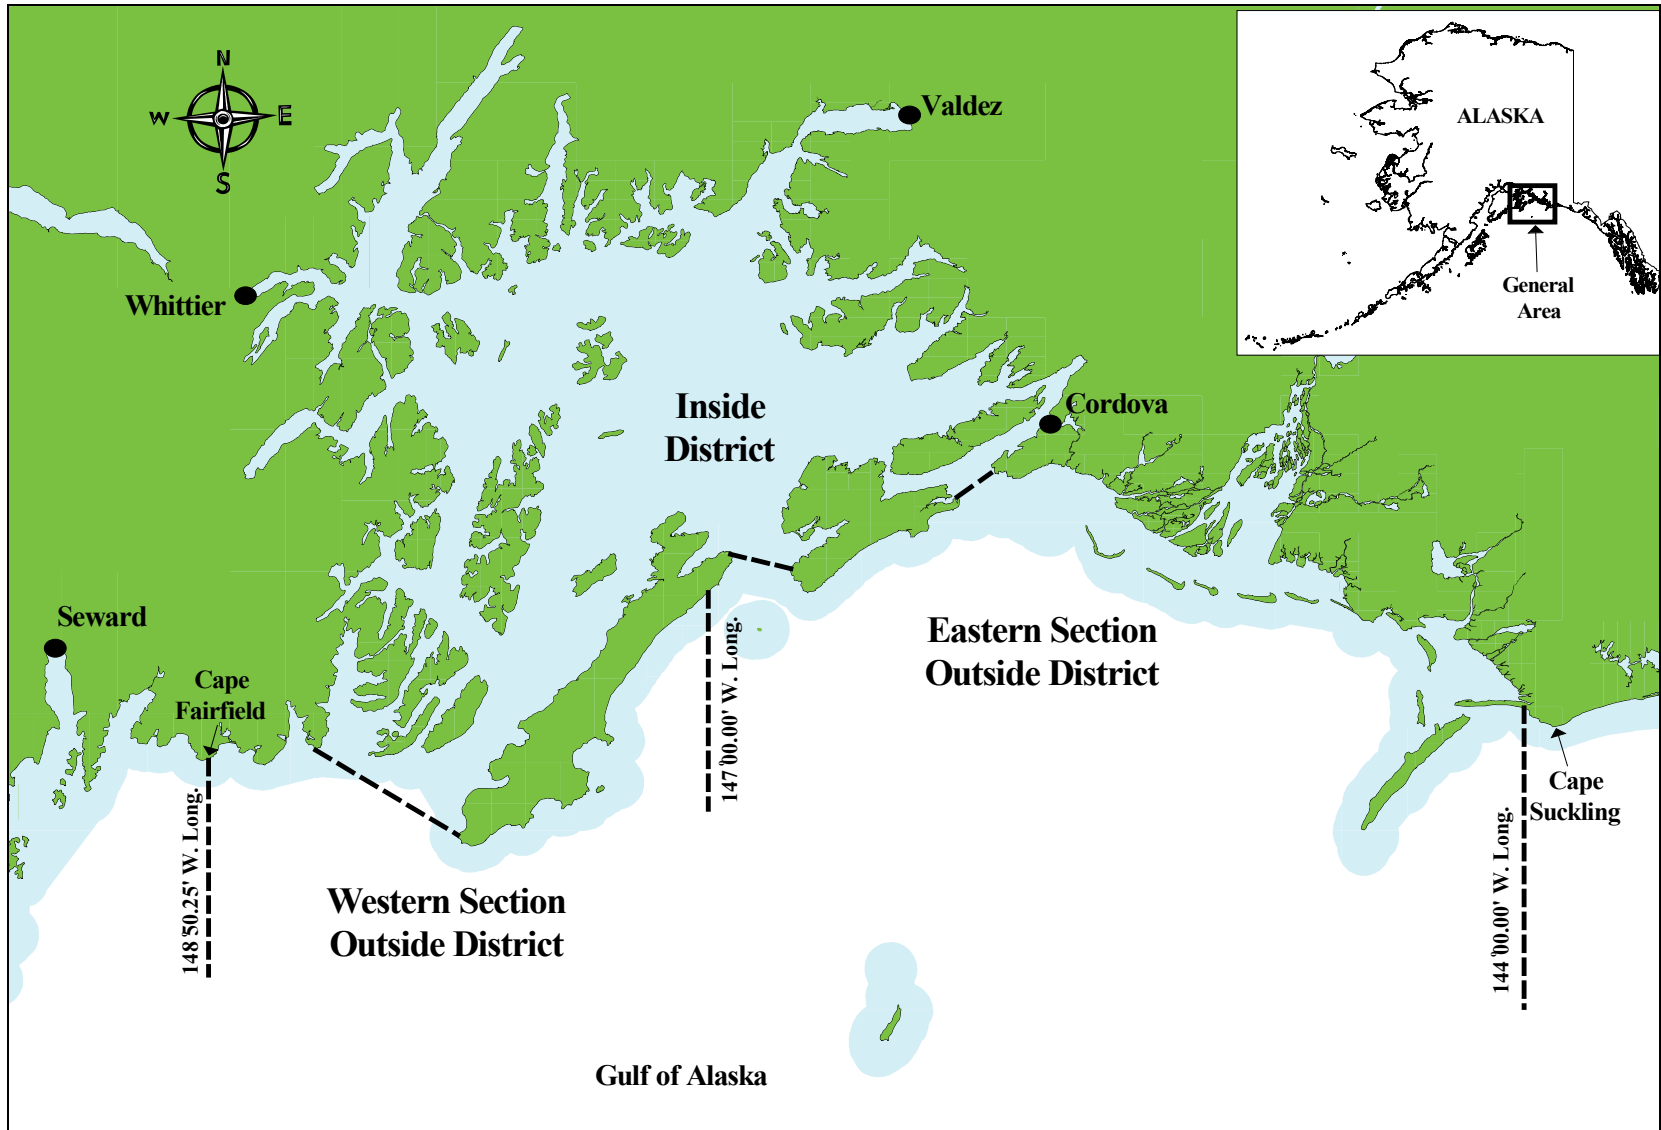 N
W
E
S
Valdez
ALASKA
General
Area
Whittier
Inside
District
Cordova
Seward
Cape
Fairfield
147°00.00' W. Long.
Eastern Section
Outside District
148°50.25' W. Long.
144°00.00' W. Long.
Cape
Suckling
Western Section
Outside District
Gulf of Alaska